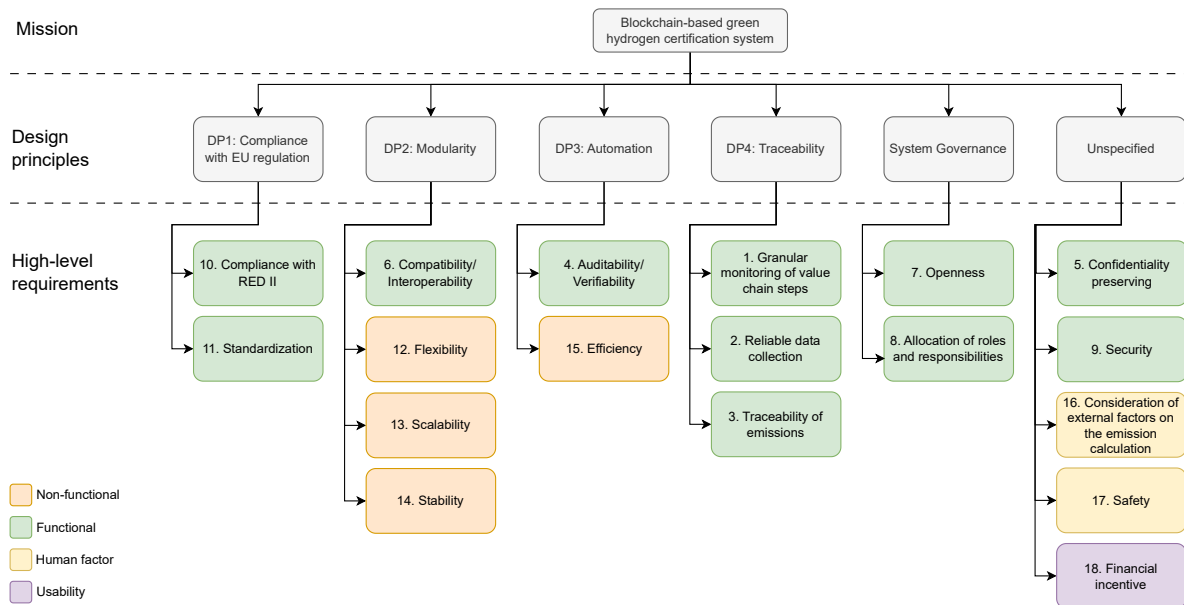 Mission
Blockchain-based green
hydrogen certification system
Design
principles
DP1: Compliance
with EU regulation
DP2: Modularity
DP3: Automation
DP4: Traceability
System Governance
Unspecified
High-level
requirements
10. Compliance with
RED II
11. Standardization
6. Compatibility/
Interoperability
12. Flexibility
13. Scalability
14. Stability
4. Auditability/
Verifiability
15. Efficiency
1. Granular
monitoring of value
chain steps
2. Reliable data
collection
3. Traceability of
emissions
7. Openness
8. Allocation of roles
and responsibilities
5. Confidentiality
preserving
9. Security
16. Consideration of
external factors on
the emission
calculation
17. Safety
18. Financial
incentive
Non-functional
Functional
Human factor
Usability